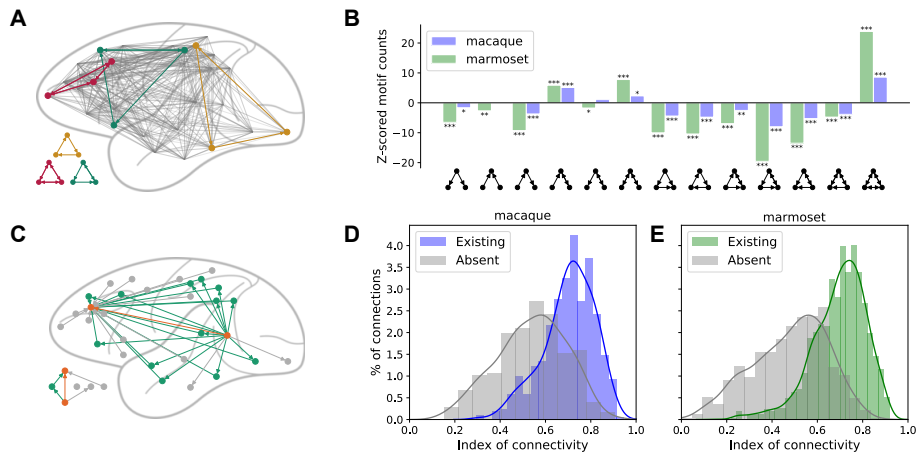 A
B
Z-scored motif counts
20
10
0
−10
−20
macaque
marmoset
*** * ** *** *** *** *** * *** * *** *** *** *** *** ** *** *** *** *** *** *** *** ***
C
D
macaque
% of connections
4.0
3.5
3.0
2.5
2.0
1.5
1.0
0.5
0.0
Existing
Absent
0.0 0.2 0.4 0.6 0.8 1.0
Index of connectivity
E
marmoset
Existing
Absent
0.0 0.2 0.4 0.6 0.8 1.0
Index of connectivity